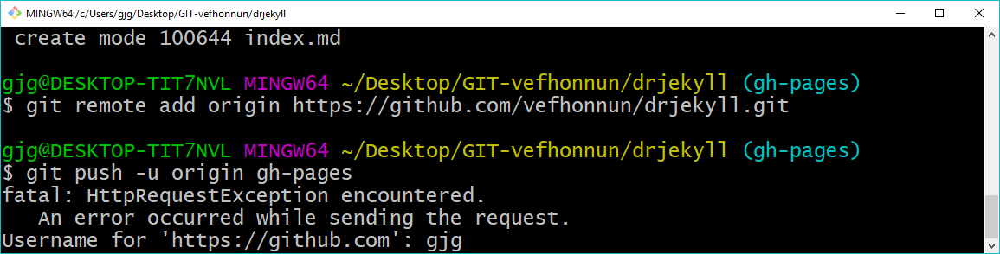 MINGW64:/c/Users/gjg/Desktop/GIT-vefhonnun/drjekyll
create mode 100644 index.md
gjg@DESKTOP-TIT7NVL MINGW64 ~/Desktop/GIT-vefhonnun/drjekyll (gh-pages)
$ git remote add origin https://github.com/vefhonnun/drjekyll.git
gjg@DESKTOP-TIT7NVL MINGW64 ~/Desktop/GIT-vefhonnun/drjekyll (gh-pages)
$ git push -u origin gh-pages
fatal: HttpRequestException encountered.
An error occurred while sending the request.
Username for 'https://github.com': gjg